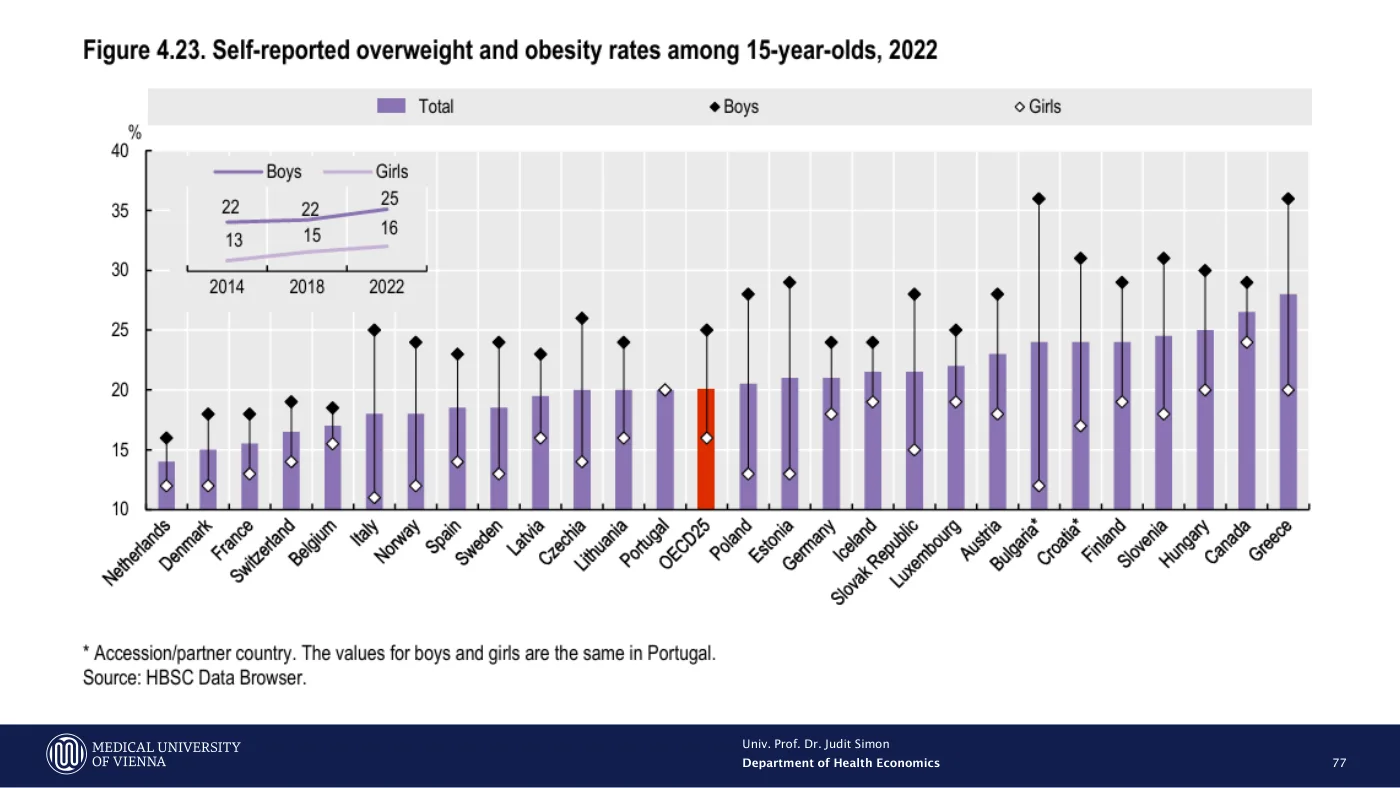 Figure 4.23. Self-reported overweight and obesity rates among 15-year-olds, 2022
Total Boys Girls
%
40
35
30
25
20
15
10
Boys Girls
22 22 25
13 15 16
2014 2018 2022
Netherlands
Denmark
France
Switzerland
Belgium
Italy
Norway
Spain
Sweden
Latvia
Czechia
Lithuania
Portugal
OECD25
Poland
Estonia
Germany
Iceland
Slovak Republic
Luxembourg
Austria
Bulgaria*
Croatia*
Finland
Slovenia
Hungary
Canada
Greece
* Accession/partner country. The values for boys and girls are the same in Portugal.
Source: HBSC Data Browser.
MEDICAL UNIVERSITY
OF VIENNA
Univ. Prof. Dr. Judit Simon
Department of Health Economics
77